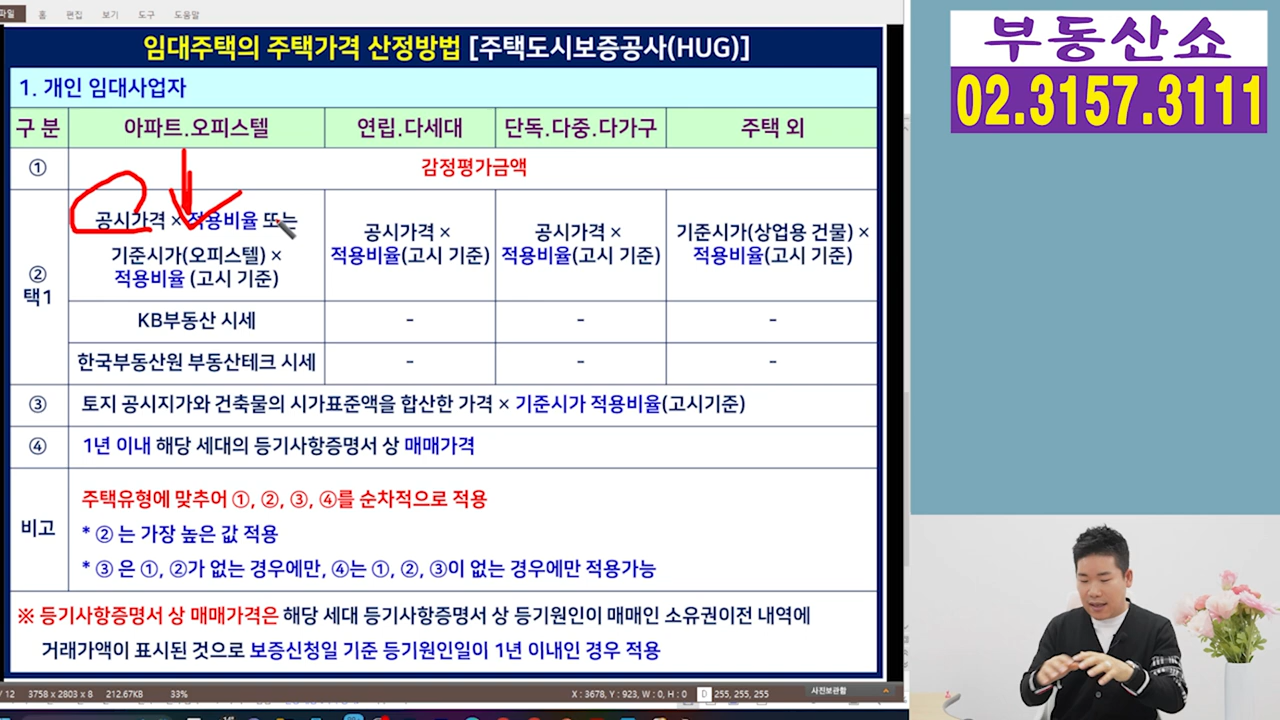 파일 홈 편집 보기 도구 도움말
부동산쇼
02.3157.3111
임대주택의 주택가격 산정방법 [주택도시보증공사(HUG)]
1. 개인 임대사업자
구 분 아파트.오피스텔 연립.다세대 단독.다중.다가구 주택 외
① 감정평가금액
② 택1
공시가격 × 적용비율 또는
기준시가(오피스텔) ×
적용비율 (고시 기준)
공시가격 ×
적용비율(고시 기준)
공시가격 ×
적용비율(고시 기준)
기준시가(상업용 건물) ×
적용비율(고시 기준)
KB부동산 시세 - - -
한국부동산원 부동산테크 시세 - - -
③ 토지 공시지가와 건축물의 시가표준액을 합산한 가격 × 기준시가 적용비율(고시기준)
④ 1년 이내 해당 세대의 등기사항증명서 상 매매가격
비고
주택유형에 맞추어 ①, ②, ③, ④를 순차적으로 적용
* ② 는 가장 높은 값 적용
* ③ 은 ①, ②가 없는 경우에만, ④는 ①, ②, ③이 없는 경우에만 적용가능
※ 등기사항증명서 상 매매가격은 해당 세대 등기사항증명서 상 등기원인이 매매인 소유권이전 내역에
거래가액이 표시된 것으로 보증신청일 기준 등기원인일이 1년 이내인 경우 적용
/ 12 3758 x 2803 x 8 212.67KB 33% X : 3678, Y : 923, W : 0, H : 0 D 255, 255, 255 사진보관함